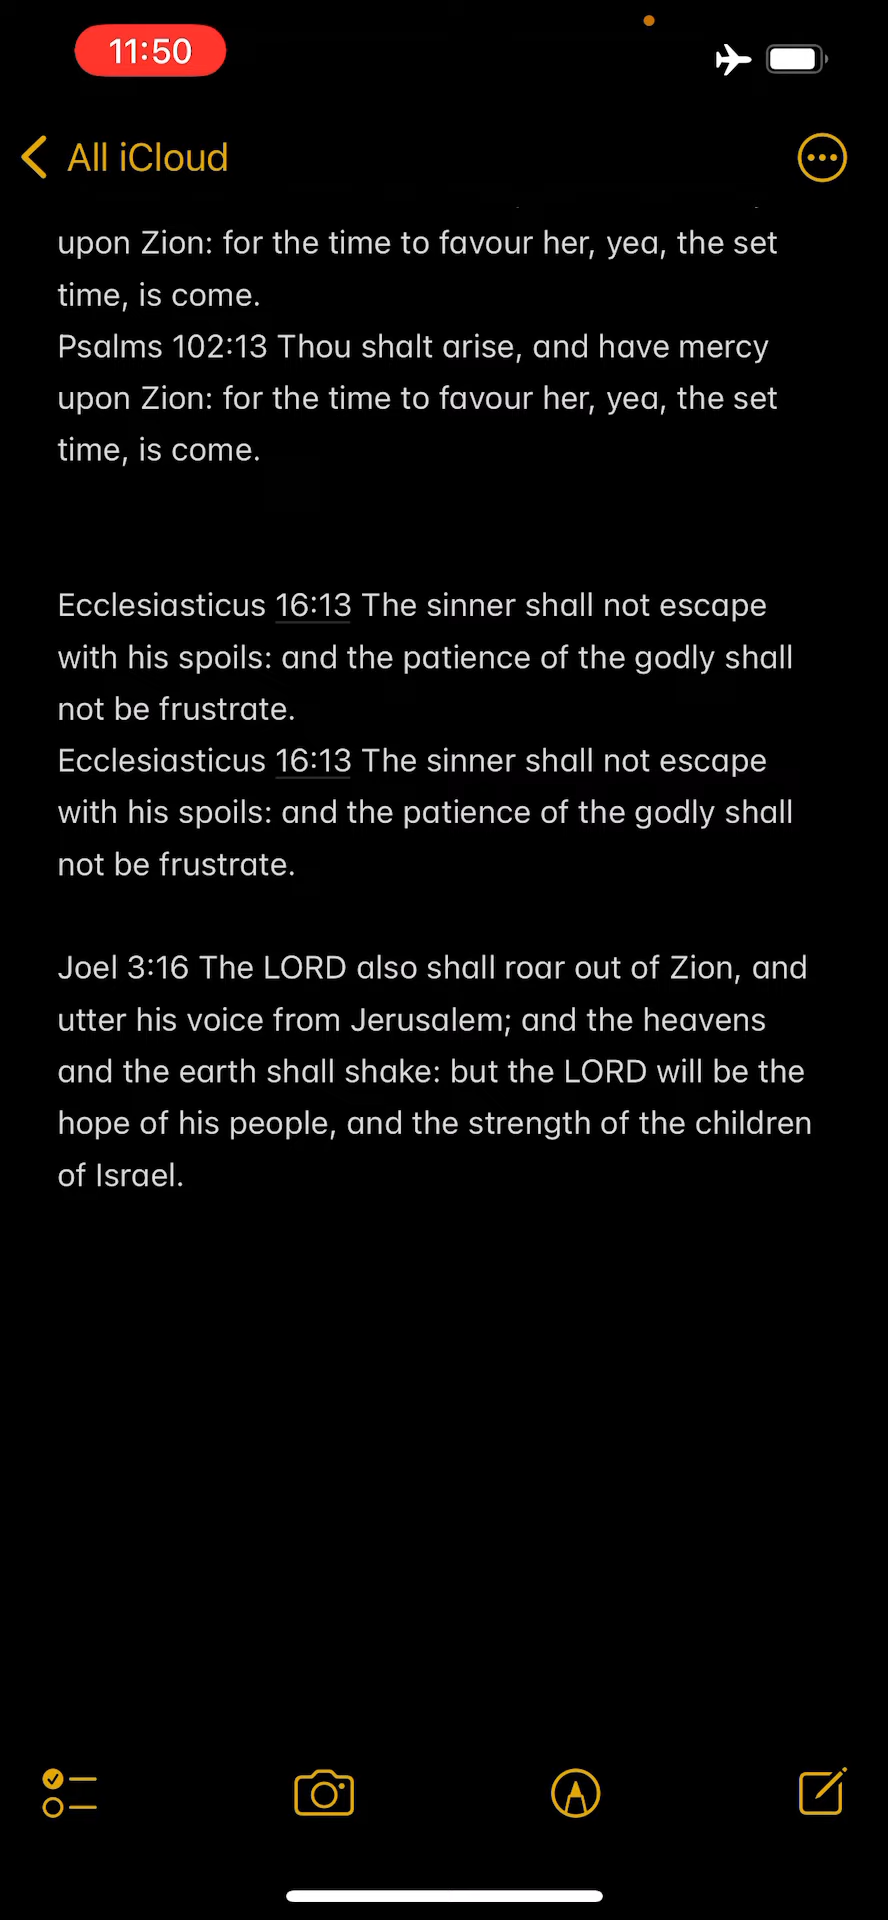 11:50
All iCloud
upon Zion: for the time to favour her, yea, the set
time, is come.
Psalms 102:13 Thou shalt arise, and have mercy
upon Zion: for the time to favour her, yea, the set
time, is come.
Ecclesiasticus 16:13 The sinner shall not escape
with his spoils: and the patience of the godly shall
not be frustrate.
Ecclesiasticus 16:13 The sinner shall not escape
with his spoils: and the patience of the godly shall
not be frustrate.
Joel 3:16 The LORD also shall roar out of Zion, and
utter his voice from Jerusalem; and the heavens
and the earth shall shake: but the LORD will be the
hope of his people, and the strength of the children
of Israel.